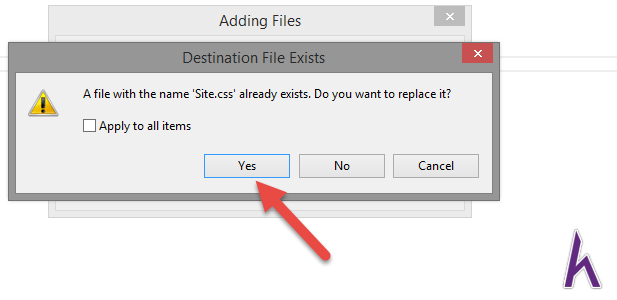 Adding Files
Destination File Exists
A file with the name 'Site.css' already exists. Do you want to replace it?
Apply to all items
Yes
No
Cancel